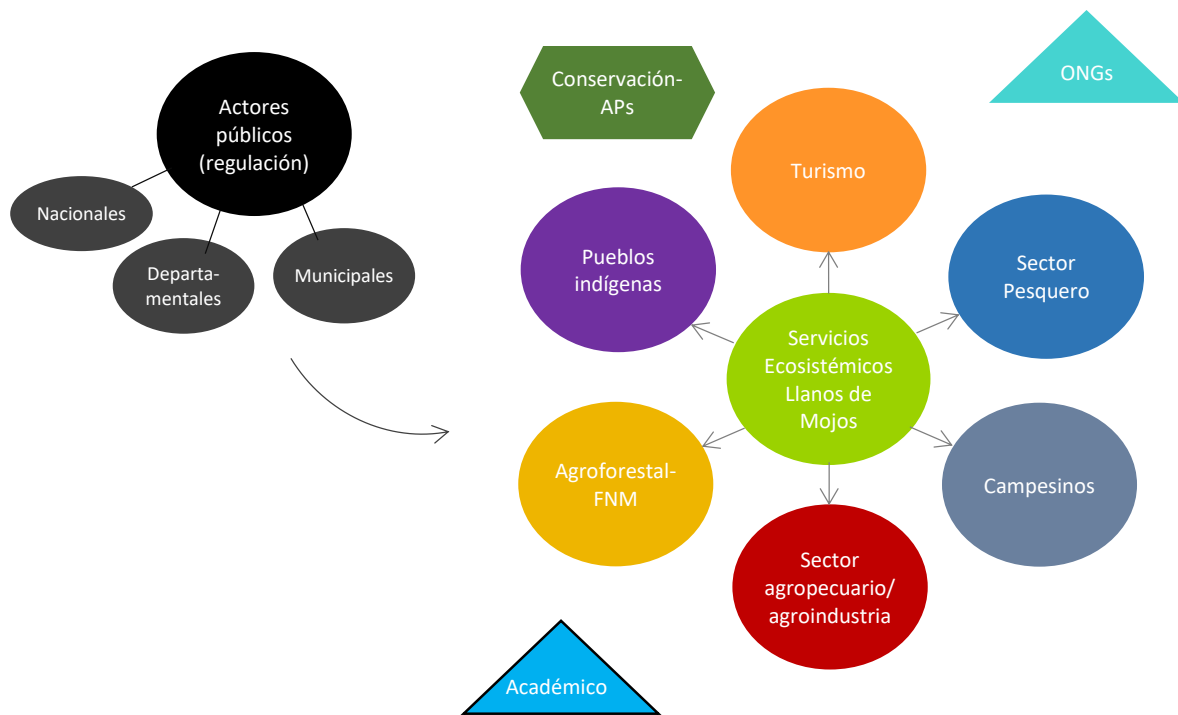 Actores
públicos
(regulación)
Nacionales
Departa-
mentales
Municipales
Conservación-
APs
ONGs
Turismo
Pueblos
indígenas
Sector
Pesquero
Servicios
Ecosistémicos
Llanos de
Mojos
Agroforestal-
FNM
Campesinos
Sector
agropecuario/
agroindustria
Académico